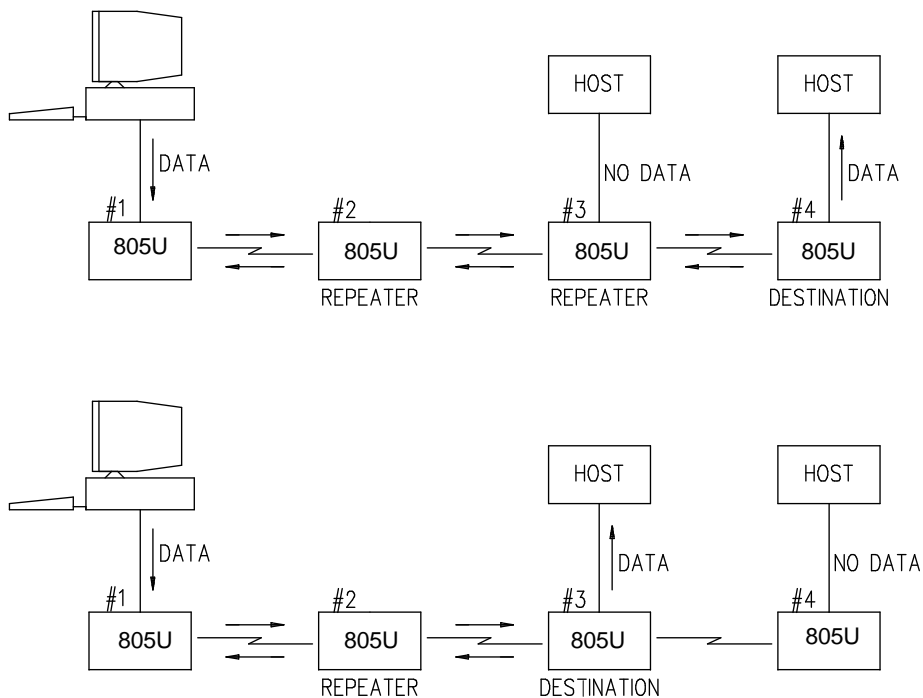 HOST HOST
DATA NO DATA DATA
#1 #2 #3 #4
805U 805U 805U 805U
REPEATER REPEATER DESTINATION
HOST HOST
DATA DATA NO DATA
#1 #2 #3 #4
805U 805U 805U 805U
REPEATER DESTINATION